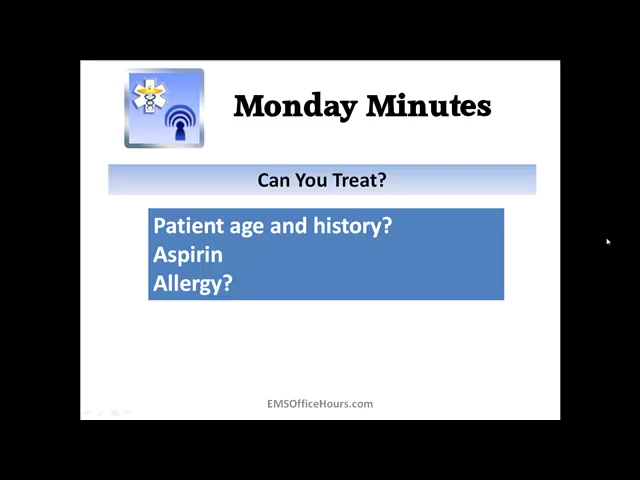 Monday Minutes
Can You Treat?
Patient age and history?
Aspirin
Allergy?
EMSOfficeHours.com